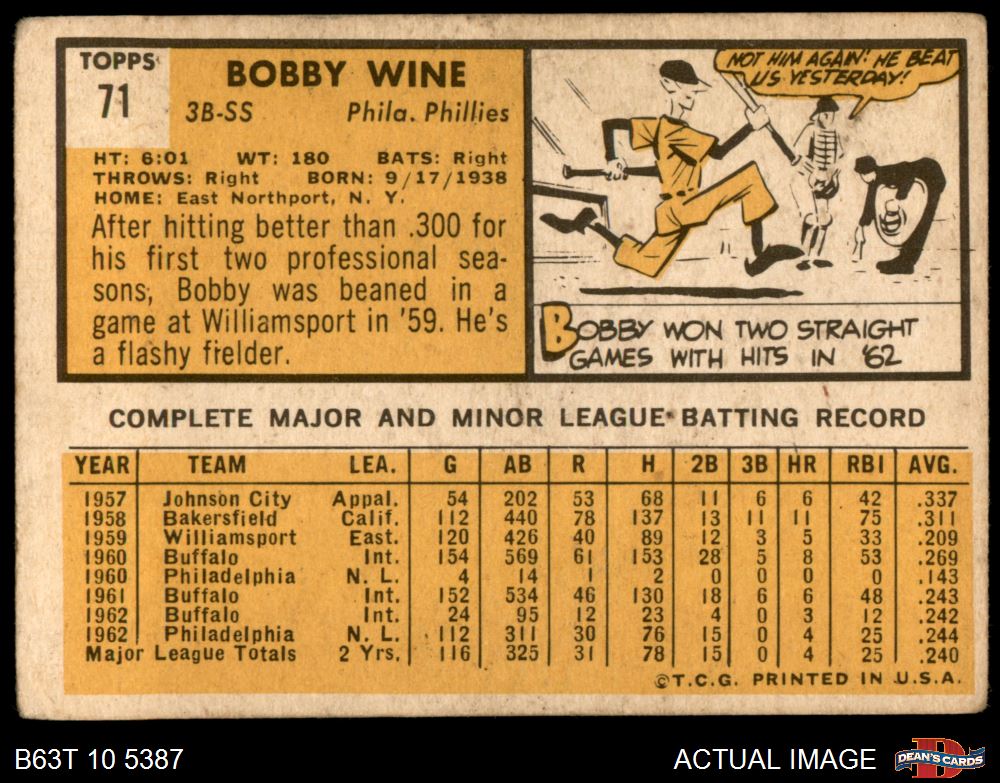 TOPPS
71
BOBBY WINE
3B-SS Phila. Phillies
HT: 6:01 WT: 180 BATS: Right
THROWS: Right BORN: 9/17/1938
HOME: East Northport, N. Y.
After hitting better than .300 for
his first two professional sea-
sons, Bobby was beaned in a
game at Williamsport in '59. He's
a flashy fielder.
NOT HIM AGAIN! HE BEAT
US YESTERDAY!
BOBBY WON TWO STRAIGHT
GAMES WITH HITS IN '62
COMPLETE MAJOR AND MINOR LEAGUE BATTING RECORD
YEAR TEAM LEA. G AB R H 2B 3B HR RBI AVG.
1957 Johnson City Appal. 54 202 53 68 11 6 6 42 .337
1958 Bakersfield Calif. 112 440 78 137 13 11 11 75 .311
1959 Williamsport East. 120 426 40 89 12 3 5 33 .209
1960 Buffalo Int. 154 569 61 153 28 5 8 53 .269
1960 Philadelphia N. L. 4 14 1 2 0 0 0 0 .143
1961 Buffalo Int. 152 534 46 130 18 6 6 48 .243
1962 Buffalo Int. 24 95 12 23 4 0 3 12 .242
1962 Philadelphia N. L. 112 311 30 76 15 0 4 25 .244
Major League Totals 2 Yrs. 116 325 31 78 15 0 4 25 .240
©T.C.G. PRINTED IN U.S.A.
B63T 10 5387 ACTUAL IMAGE
D
DEAN'S CARDS